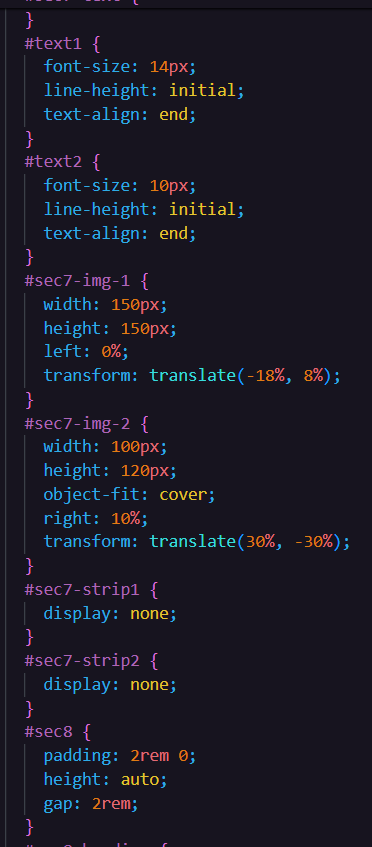 }
#text1 {
font-size: 14px;
line-height: initial;
text-align: end;
}
#text2 {
font-size: 10px;
line-height: initial;
text-align: end;
}
#sec7-img-1 {
width: 150px;
height: 150px;
left: 0%;
transform: translate(-18%, 8%);
}
#sec7-img-2 {
width: 100px;
height: 120px;
object-fit: cover;
right: 10%;
transform: translate(30%, -30%);
}
#sec7-strip1 {
display: none;
}
#sec7-strip2 {
display: none;
}
#sec8 {
padding: 2rem 0;
height: auto;
gap: 2rem;
}